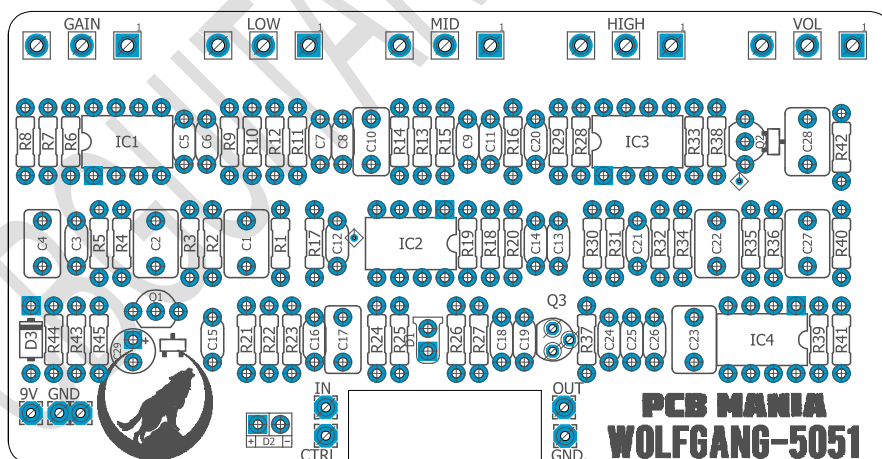 GAIN LOW MID HIGH VOL
1 1 1 1 1
R8 R7 R6 IC1 C5 C6 R9 R10 R12 R11 C7 C8 C10 R14 R13 R15 C9 C11 R16 C20 R29 R28 IC3 R33 R38 Q2 C28 R42
C4 C3 R5 R4 C2 R3 R2 C1 R1 R17 C12 IC2 R19 R18 R20 C14 C13 R30 R31 C21 R32 R34 C22 R35 R36 C27 R40
D3 R44 R43 R45 Q1 C29 + C15 R21 R22 R23 C16 C17 R24 R25 D1 R26 R27 C18 C19 Q3 R37 C24 C25 C26 C23 IC4 R39 R41
9V GND IN OUT
+ D2 - CTRL GND
PCB MANIA
WOLFGANG-5051